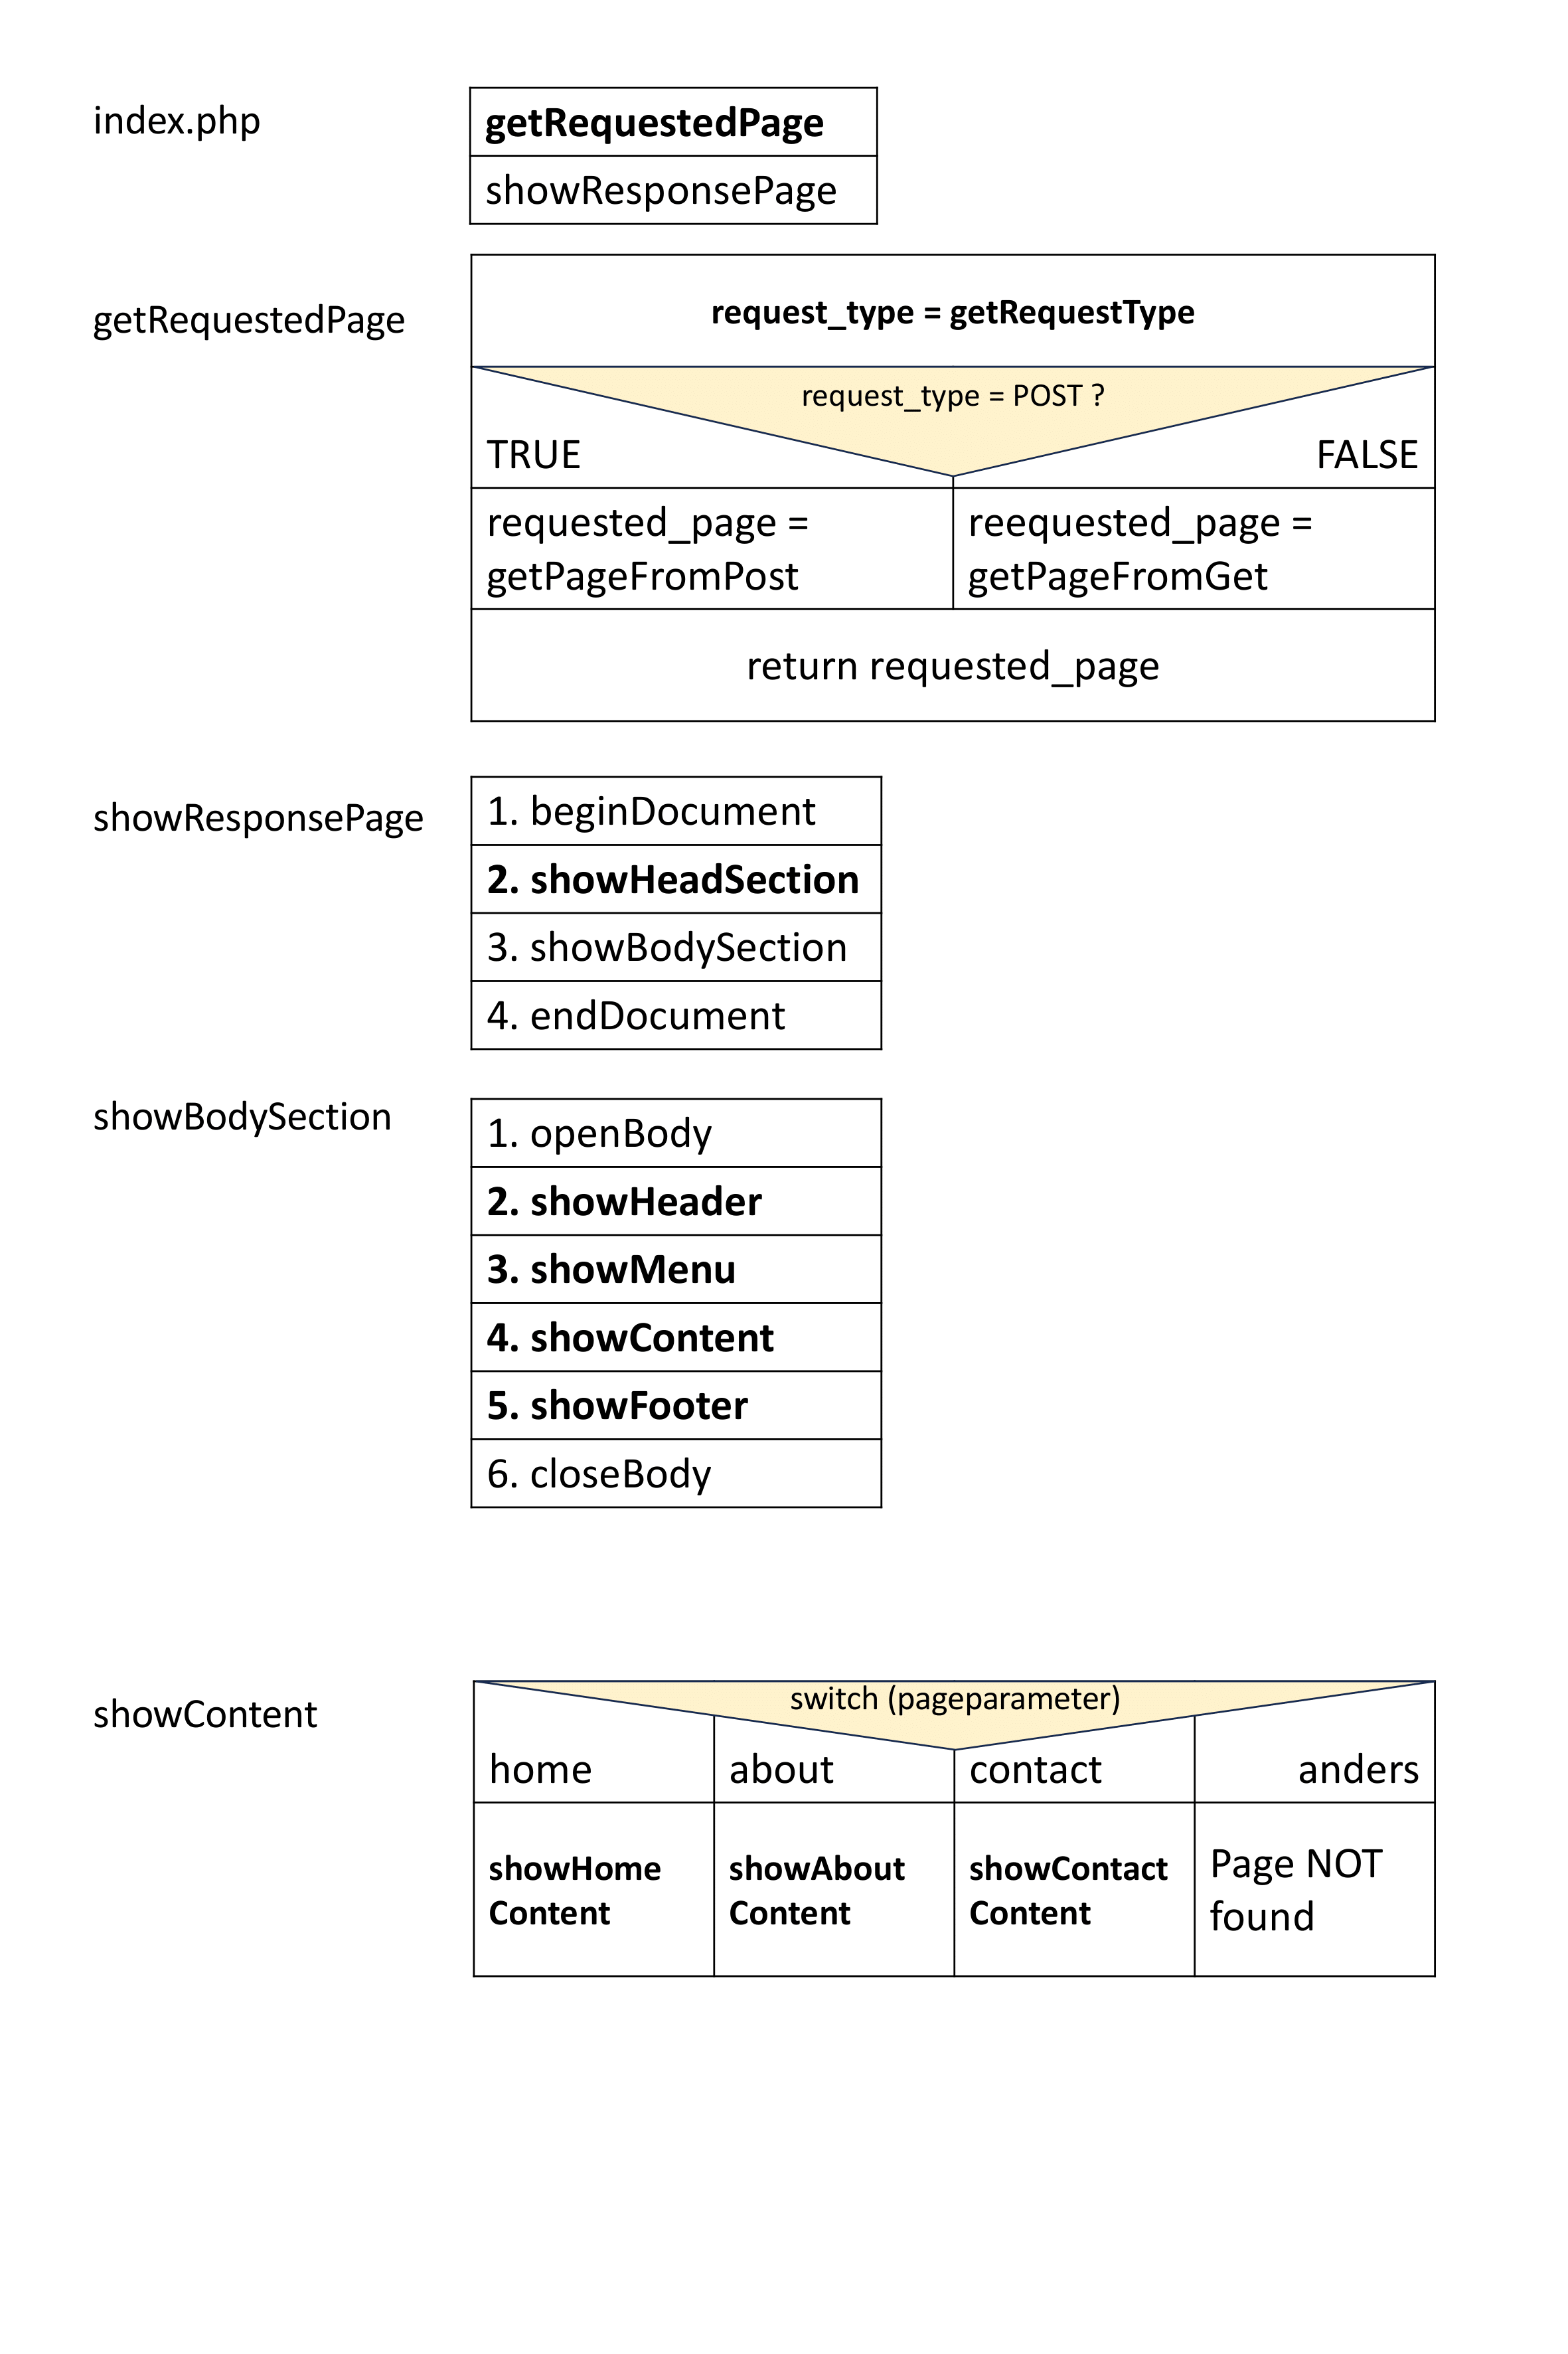 index.php
getRequestedPage
showResponsePage
getRequestedPage
request_type = getRequestType
request_type = POST ?
TRUE
FALSE
requested_page =
getPageFromPost
reequested_page =
getPageFromGet
return requested_page
showResponsePage
1. beginDocument
2. showHeadSection
3. showBodySection
4. endDocument
showBodySection
1. openBody
2. showHeader
3. showMenu
4. showContent
5. showFooter
6. closeBody
showContent
switch (pageparameter)
home
about
contact
anders
showHome
Content
showAbout
Content
showContact
Content
Page NOT
found